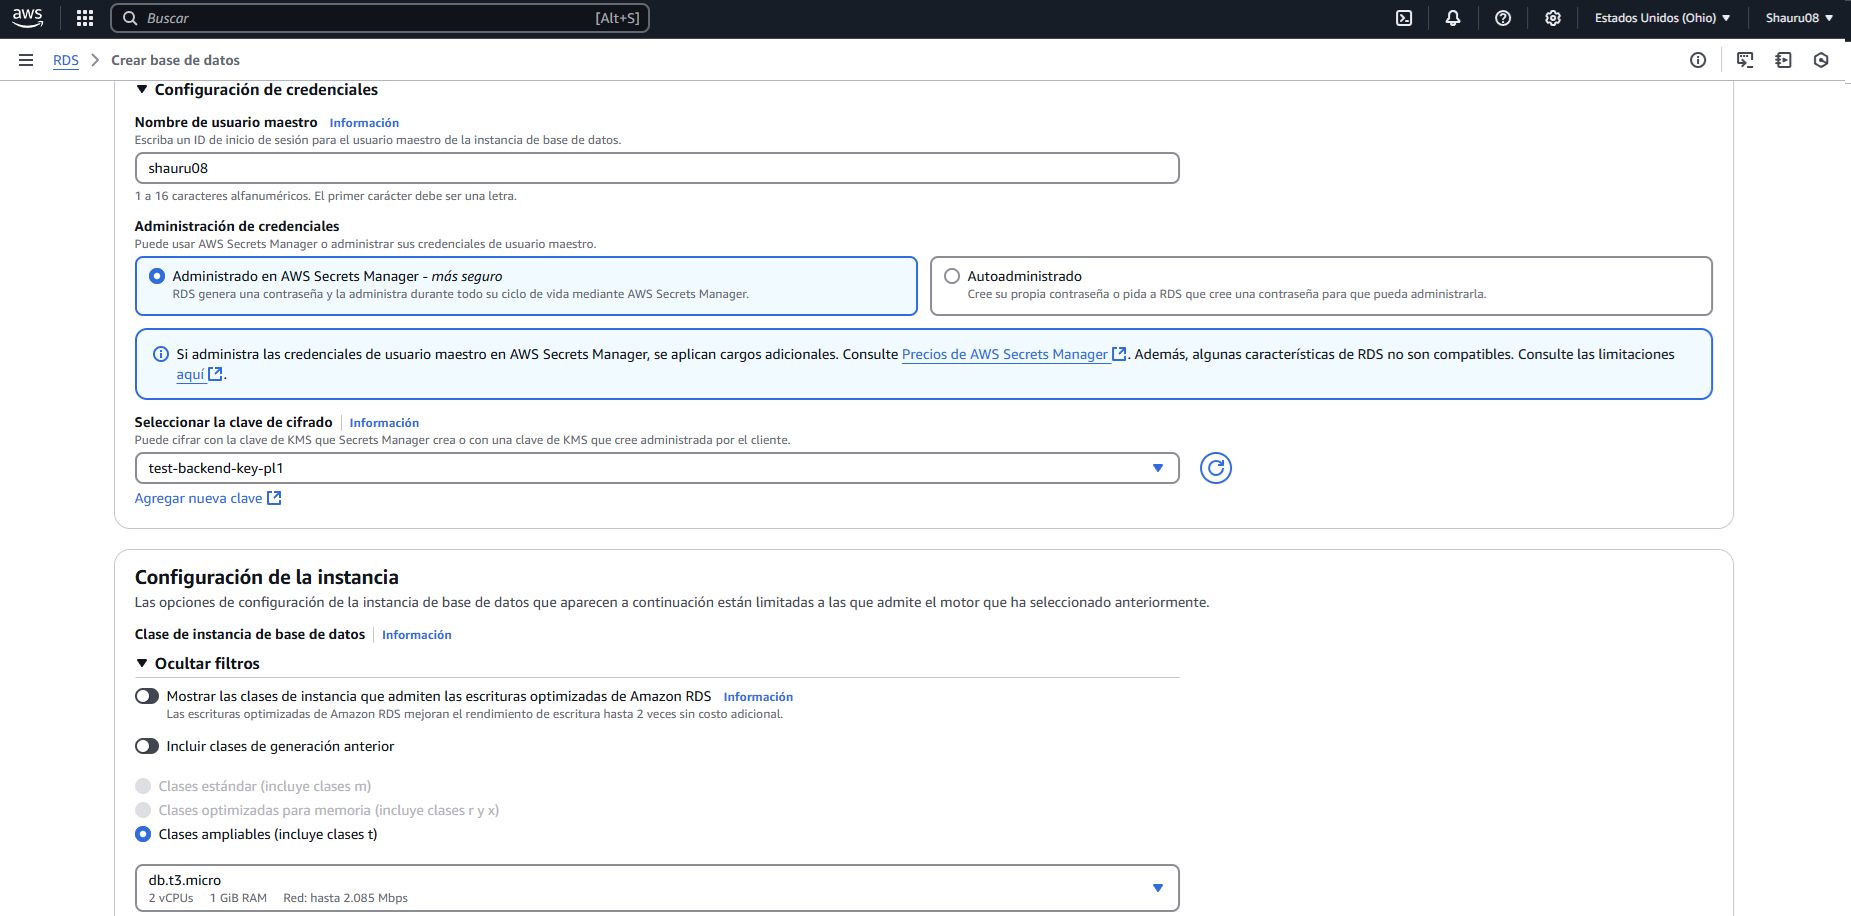 aws
Buscar [Alt+S]
Estados Unidos (Ohio)
Shauru08
RDS
Crear base de datos
Configuración de credenciales
Nombre de usuario maestro Información
Escriba un ID de inicio de sesión para el usuario maestro de la instancia de base de datos.
shauru08
1 a 16 caracteres alfanuméricos. El primer carácter debe ser una letra.
Administración de credenciales
Puede usar AWS Secrets Manager o administrar sus credenciales de usuario maestro.
Administrado en AWS Secrets Manager - más seguro
RDS genera una contraseña y la administra durante todo su ciclo de vida mediante AWS Secrets Manager.
Autoadministrado
Cree su propia contraseña o pida a RDS que cree una contraseña para que pueda administrarla.
Si administra las credenciales de usuario maestro en AWS Secrets Manager, se aplican cargos adicionales. Consulte Precios de AWS Secrets Manager. Además, algunas características de RDS no son compatibles. Consulte las limitaciones
aquí.
Seleccionar la clave de cifrado Información
Puede cifrar con la clave de KMS que Secrets Manager crea o con una clave de KMS que cree administrada por el cliente.
test-backend-key-pl1
Agregar nueva clave
Configuración de la instancia
Las opciones de configuración de la instancia de base de datos que aparecen a continuación están limitadas a las que admite el motor que ha seleccionado anteriormente.
Clase de instancia de base de datos Información
Ocultar filtros
Mostrar las clases de instancia que admiten las escrituras optimizadas de Amazon RDS Información
Las escrituras optimizadas de Amazon RDS mejoran el rendimiento de escritura hasta 2 veces sin costo adicional.
Incluir clases de generación anterior
Clases estándar (incluye clases m)
Clases optimizadas para memoria (incluye clases r y x)
Clases ampliables (incluye clases t)
db.t3.micro
2 vCPUs 1 GiB RAM Red: hasta 2.085 Mbps